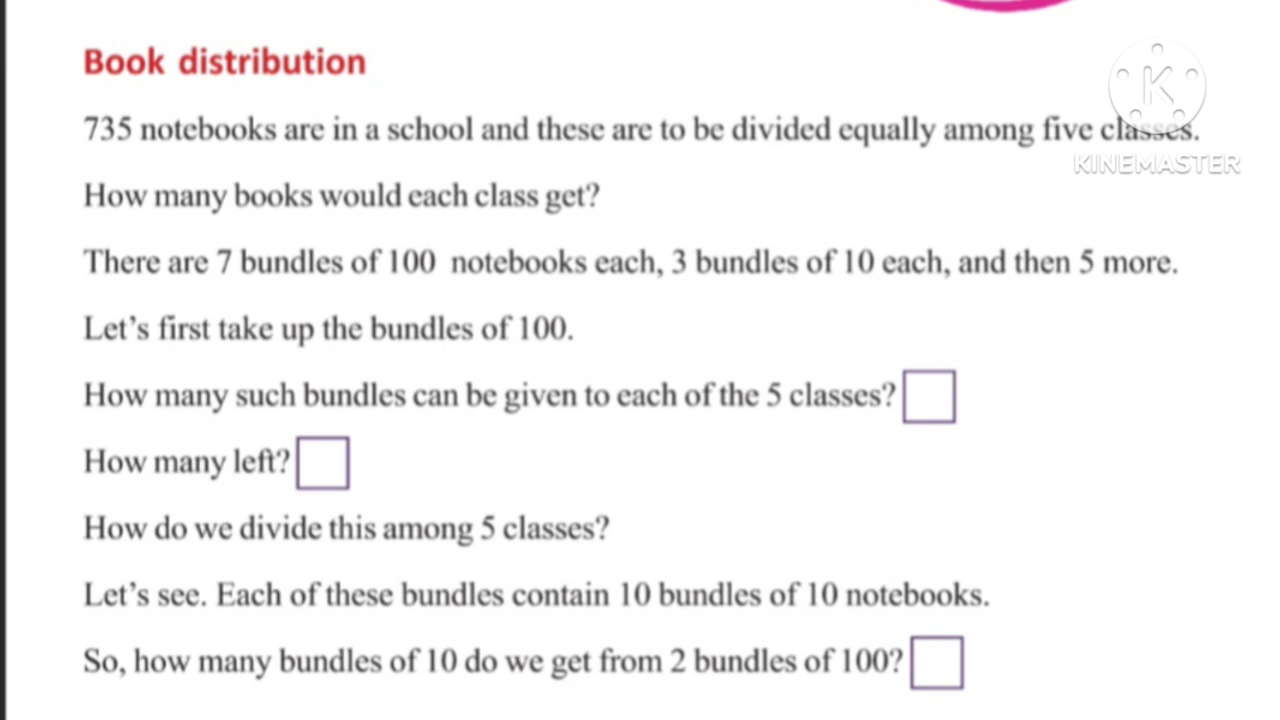 Book distribution
735 notebooks are in a school and these are to be divided equally among five classes.
KINEMASTER
How many books would each class get?
There are 7 bundles of 100 notebooks each, 3 bundles of 10 each, and then 5 more.
Let's first take up the bundles of 100.
How many such bundles can be given to each of the 5 classes?
How many left?
How do we divide this among 5 classes?
Let's see. Each of these bundles contain 10 bundles of 10 notebooks.
So, how many bundles of 10 do we get from 2 bundles of 100?